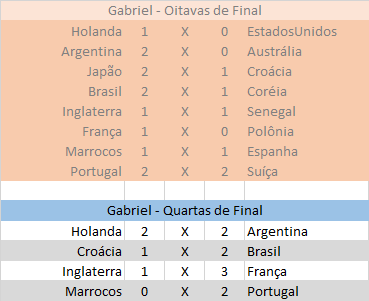 Gabriel - Oitavas de Final
Holanda 1 X 0 EstadosUnidos
Argentina 2 X 0 Austrália
Japão 2 X 1 Croácia
Brasil 2 X 1 Coréia
Inglaterra 1 X 1 Senegal
França 1 X 0 Polônia
Marrocos 1 X 1 Espanha
Portugal 2 X 2 Suíça
Gabriel - Quartas de Final
Holanda 2 X 2 Argentina
Croácia 1 X 2 Brasil
Inglaterra 1 X 3 França
Marrocos 0 X 2 Portugal